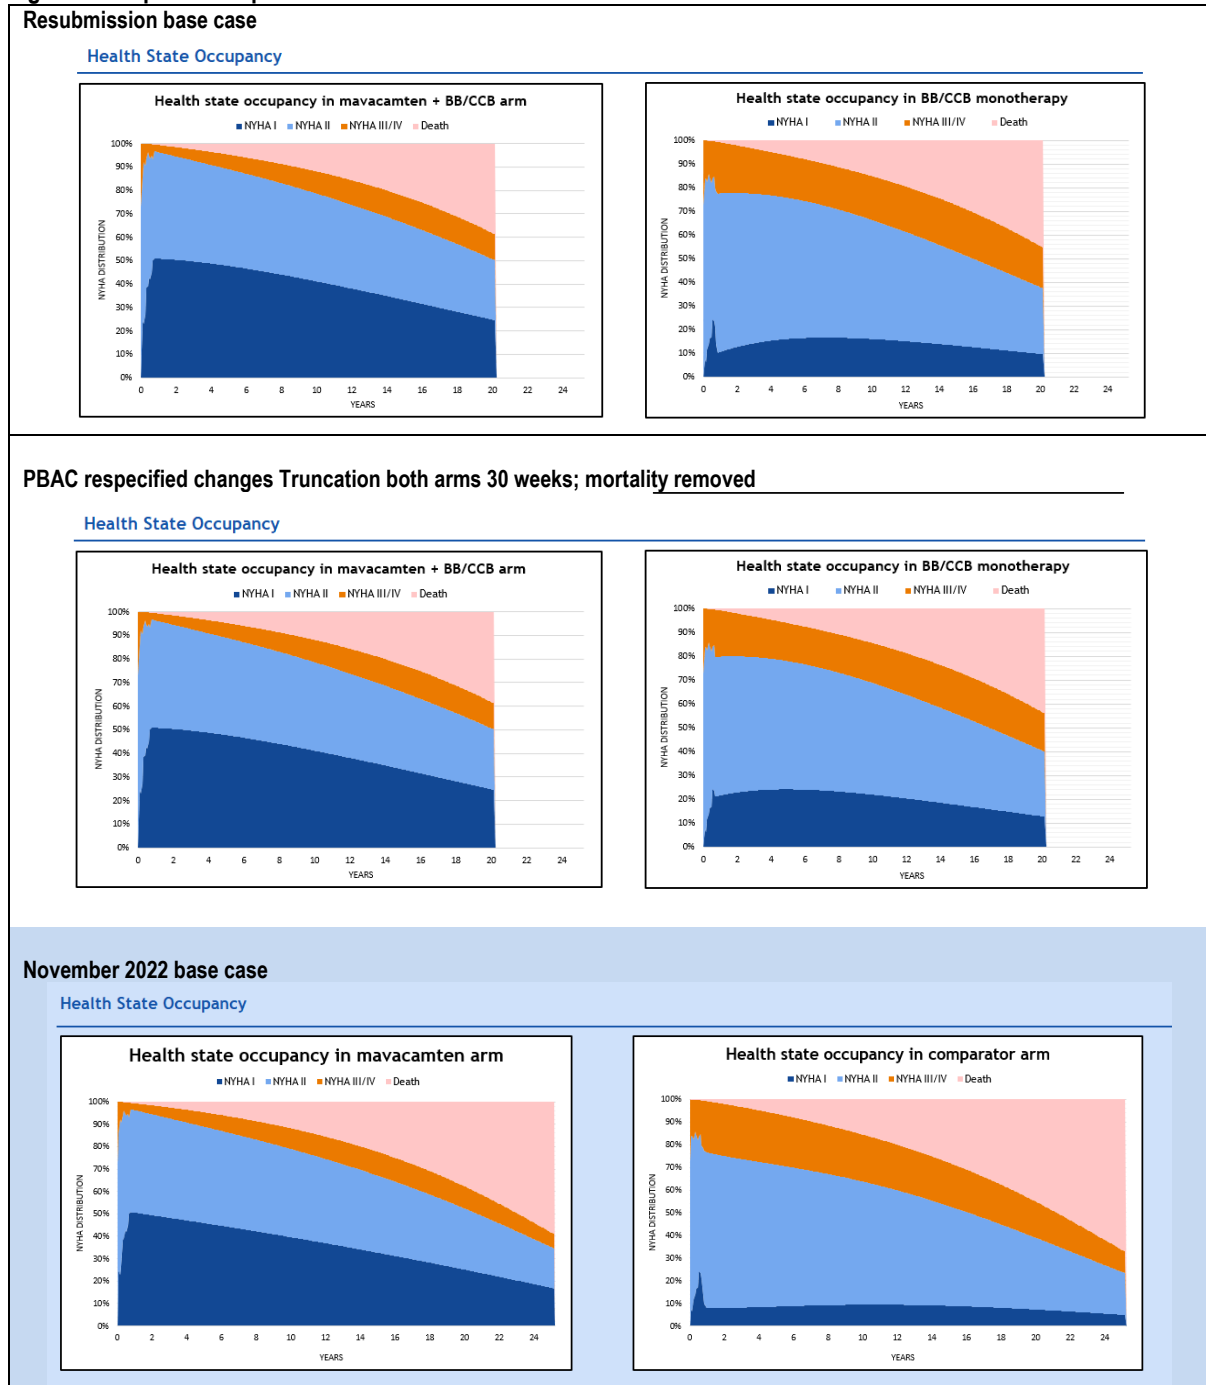 Resubmission base case
Health State Occupancy
Health state occupancy in mavacamten + BB/CCB arm
NYHA I NYHA II NYHA III/IV Death
100%
90%
80%
70%
60%
50%
40%
30%
20%
10%
0%
NYHA DISTRIBUTION
0 2 4 6 8 10 12 14 16 18 20 22 24
YEARS
Health state occupancy in BB/CCB monotherapy
NYHA I NYHA II NYHA III/IV Death
100%
90%
80%
70%
60%
50%
40%
30%
20%
10%
0%
NYHA DISTRIBUTION
0 2 4 6 8 10 12 14 16 18 20 22 24
YEARS
PBAC respecified changes Truncation both arms 30 weeks; mortality removed
Health State Occupancy
Health state occupancy in mavacamten + BB/CCB arm
NYHA I NYHA II NYHA III/IV Death
100%
90%
80%
70%
60%
50%
40%
30%
20%
10%
0%
NYHA DISTRIBUTION
0 2 4 6 8 10 12 14 16 18 20 22 24
YEARS
Health state occupancy in BB/CCB monotherapy
NYHA I NYHA II NYHA III/IV Death
100%
90%
80%
70%
60%
50%
40%
30%
20%
10%
0%
NYHA DISTRIBUTION
0 2 4 6 8 10 12 14 16 18 20 22 24
YEARS
November 2022 base case
Health State Occupancy
Health state occupancy in mavacamten arm
NYHA I NYHA II NYHA III/IV Death
100%
90%
80%
70%
60%
50%
40%
30%
20%
10%
0%
NYHA DISTRIBUTION
0 2 4 6 8 10 12 14 16 18 20 22 24
YEARS
Health state occupancy in comparator arm
NYHA I NYHA II NYHA III/IV Death
100%
90%
80%
70%
60%
50%
40%
30%
20%
10%
0%
NYHA DISTRIBUTION
0 2 4 6 8 10 12 14 16 18 20 22 24
YEARS